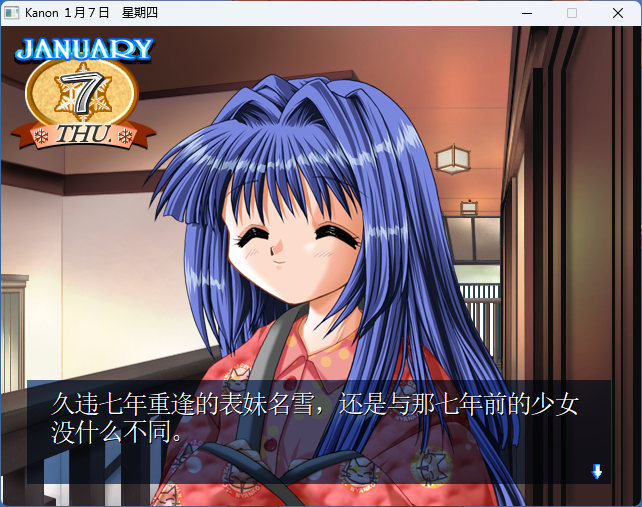 Kanon 1月7日 星期四
JANUARY
7
THU.
久违七年重逢的表妹名雪，还是与那七年前的少女
没什么不同。